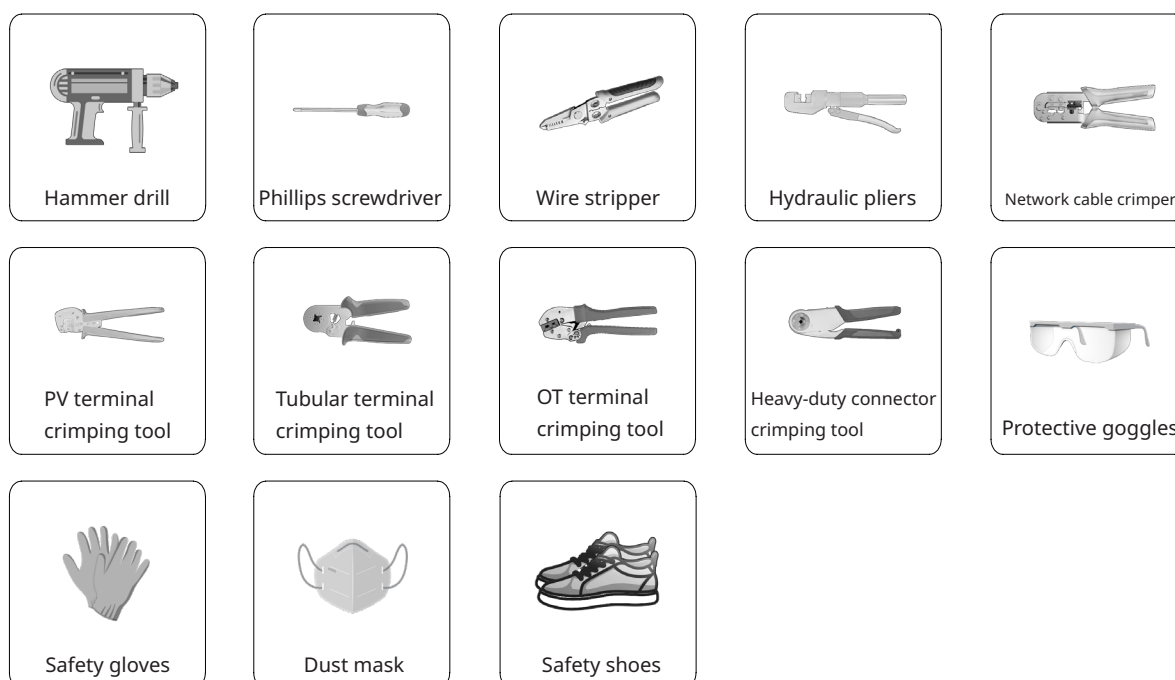 Hammer drill
Phillips screwdriver
Wire stripper
Hydraulic pliers
Network cable crimper
PV terminal
crimping tool
Tubular terminal
crimping tool
OT terminal
crimping tool
Heavy-duty connector
crimping tool
Protective goggles
Safety gloves
Dust mask
Safety shoes